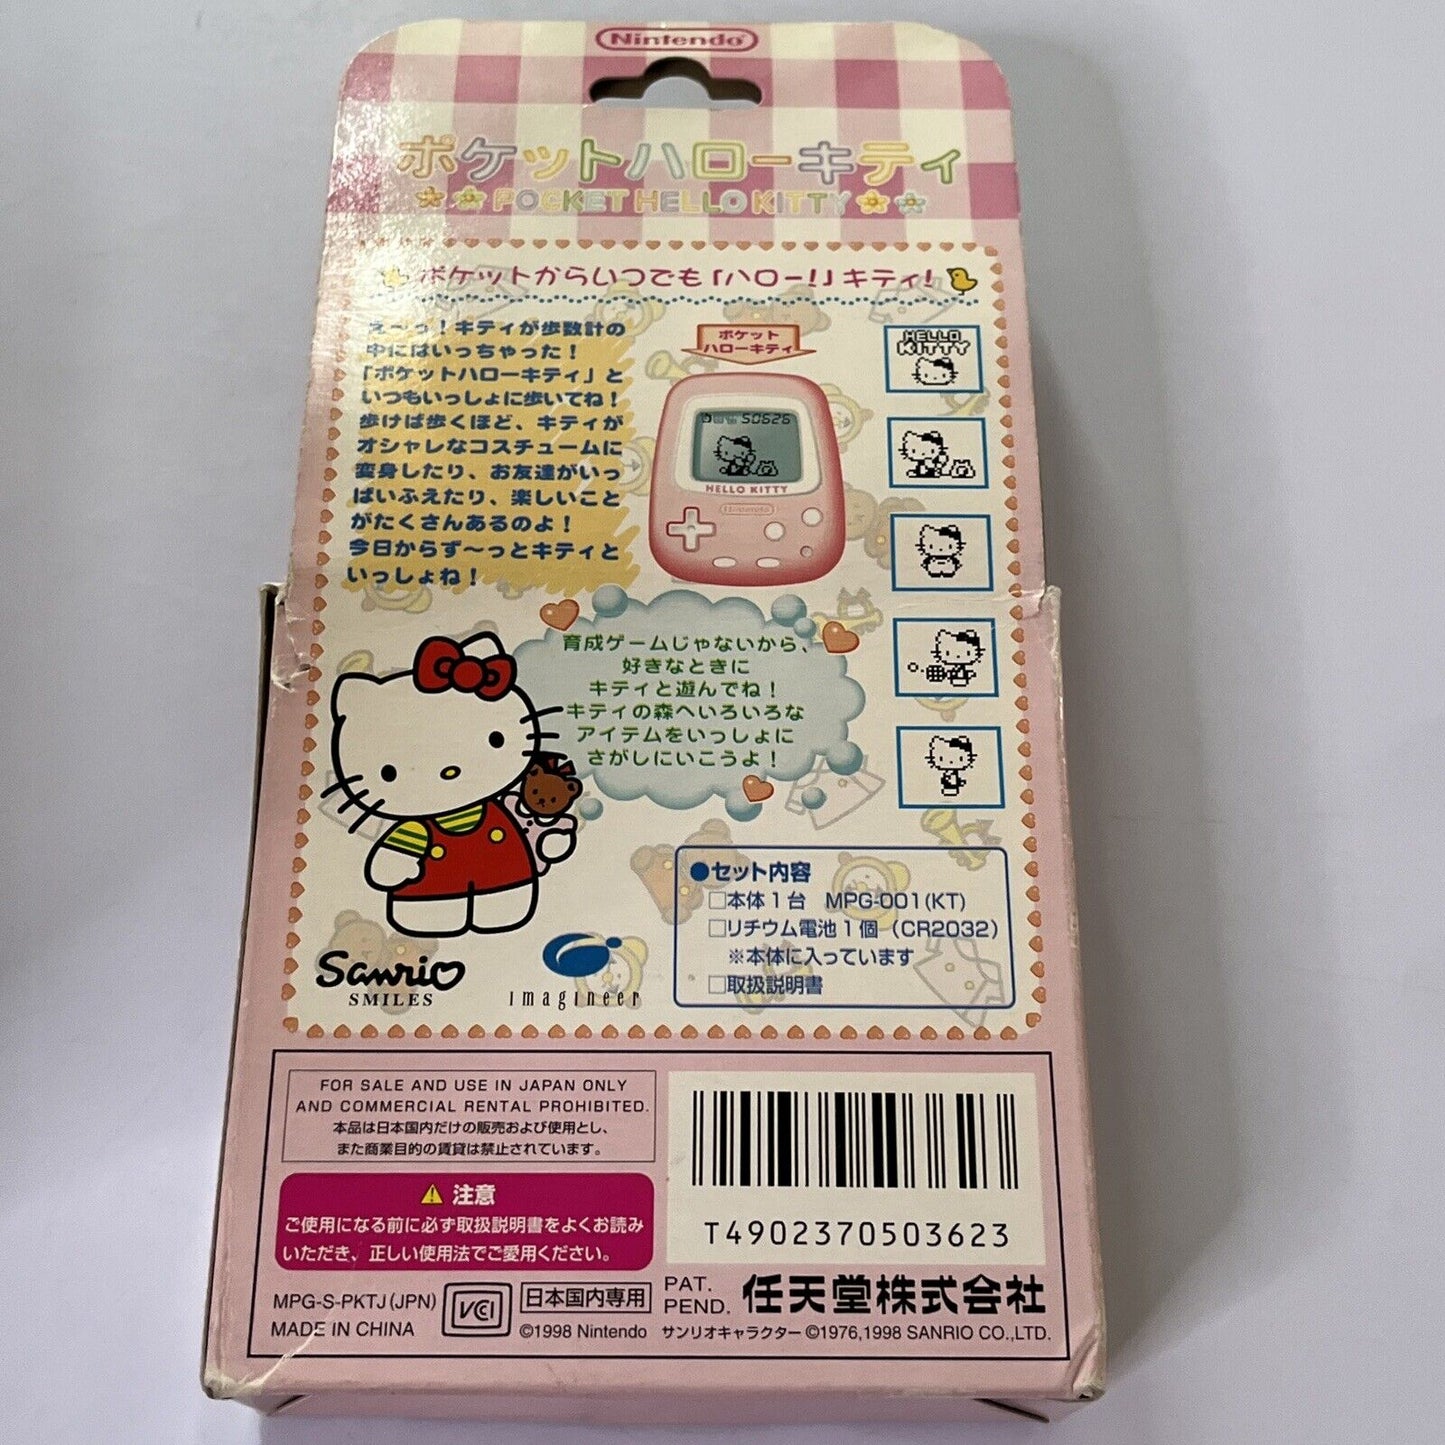 Nintendo
ポケットハローキティ
POCKET HELLO KITTY
ポケットからいつでも「ハロー!」キティ!
え〜っ!キティが歩数計の
中にはいっちゃった!
「ポケットハローキティ」と
いつもいっしょに歩いてね!
歩けば歩くほど、キティが
オシャレなコスチュームに
変身したり、お友達がいっ
ぱいふえたり、楽しいこと
がたくさんあるのよ!
今日からず〜っとキティと
いっしょね!
ポケット
ハローキティ
50626
HELLO KITTY
Nintendo
HELLO
KITTY
育成ゲームじゃないから、
好きなときに
キティと遊んでね!
キティの森へいろいろな
アイテムをいっしょに
さがしにいこうよ!
●セット内容
□本体1台 MPG-001(KT)
□リチウム電池1個(CR2032)
※本体に入っています
□取扱説明書
Sanrio
SMILES
imagineer
FOR SALE AND USE IN JAPAN ONLY
AND COMMERCIAL RENTAL PROHIBITED.
本品は日本国内だけの販売および使用とし、
また商業目的の賃貸は禁止されています。
注意
ご使用になる前に必ず取扱説明書をよくお読み
いただき、正しい使用法でご愛用ください。
T4902370503623
MPG-S-PKTJ(JPN)
MADE IN CHINA
VCI
日本国内専用
PAT.
PEND.
任天堂株式会社
©1998 Nintendo サンリオキャラクター ©1976,1998 SANRIO CO.,LTD.